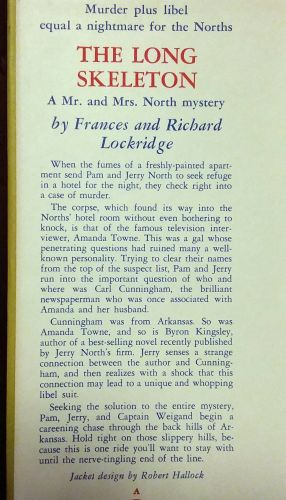 Murder plus libel
equal a nightmare for the Norths
THE LONG
SKELETON
A Mr. and Mrs. North mystery
by Frances and Richard
Lockridge
When the fumes of a freshly-painted apart-
ment send Pam and Jerry North to seek refuge
in a hotel for the night, they check right into
a case of murder.
The corpse, which found its way into the
Norths' hotel room without even bothering to
knock, is that of the famous television inter-
viewer, Amanda Towne. This was a gal whose
penetrating questions had ruined many a well-
known personality. Trying to clear their names
from the top of the suspect list, Pam and Jerry
run into the important question of who and
where was Carl Cunningham, the brilliant
newspaperman who was once associated with
Amanda and her husband.
Cunningham was from Arkansas. So was
Amanda Towne, and so is Byron Kingsley,
author of a best-selling novel recently published
by Jerry North's firm. Jerry senses a strange
connection between the author and Cunning-
ham, and then realizes with a shock that this
connection may lead to a unique and whopping
libel suit.
Seeking the solution to the entire mystery,
Pam, Jerry, and Captain Weigand begin a
careening chase through the back hills of Ar-
kansas. Hold tight on those slippery hills, be-
cause this is one ride you'll want to stay with
until the nerve-tingling end of the line.
Jacket design by Robert Hallock
A